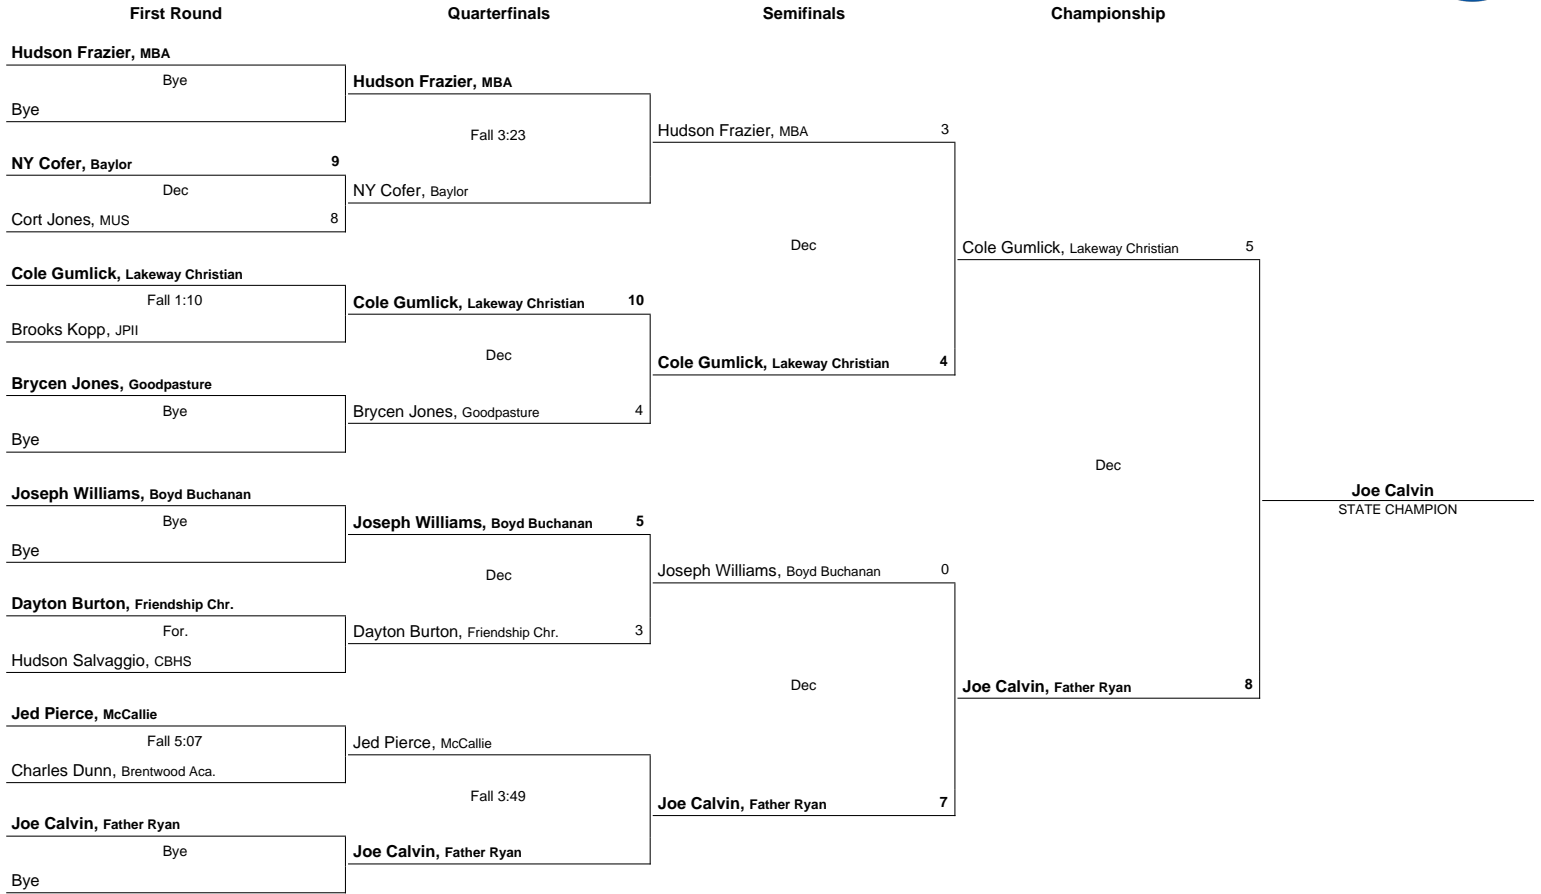 First Round
Quarterfinals
Semifinals
Championship
Hudson Frazier, MBA
Bye
Bye
NY Cofer, Baylor 9
Dec
Cort Jones, MUS 8
Cole Gumlick, Lakeway Christian
Fall 1:10
Brooks Kopp, JPII
Brycen Jones, Goodpasture
Bye
Bye
Joseph Williams, Boyd Buchanan
Bye
Bye
Dayton Burton, Friendship Chr.
For.
Hudson Salvaggio, CBHS
Jed Pierce, McCallie
Fall 5:07
Charles Dunn, Brentwood Aca.
Joe Calvin, Father Ryan
Bye
Bye
Hudson Frazier, MBA
Fall 3:23
NY Cofer, Baylor
Cole Gumlick, Lakeway Christian 10
Dec
Brycen Jones, Goodpasture 4
Joseph Williams, Boyd Buchanan 5
Dec
Dayton Burton, Friendship Chr. 3
Jed Pierce, McCallie
Fall 3:49
Joe Calvin, Father Ryan
Hudson Frazier, MBA 3
Dec
Cole Gumlick, Lakeway Christian 4
Joseph Williams, Boyd Buchanan 0
Dec
Joe Calvin, Father Ryan 7
Cole Gumlick, Lakeway Christian 5
Dec
Joe Calvin, Father Ryan 8
Joe Calvin
STATE CHAMPION